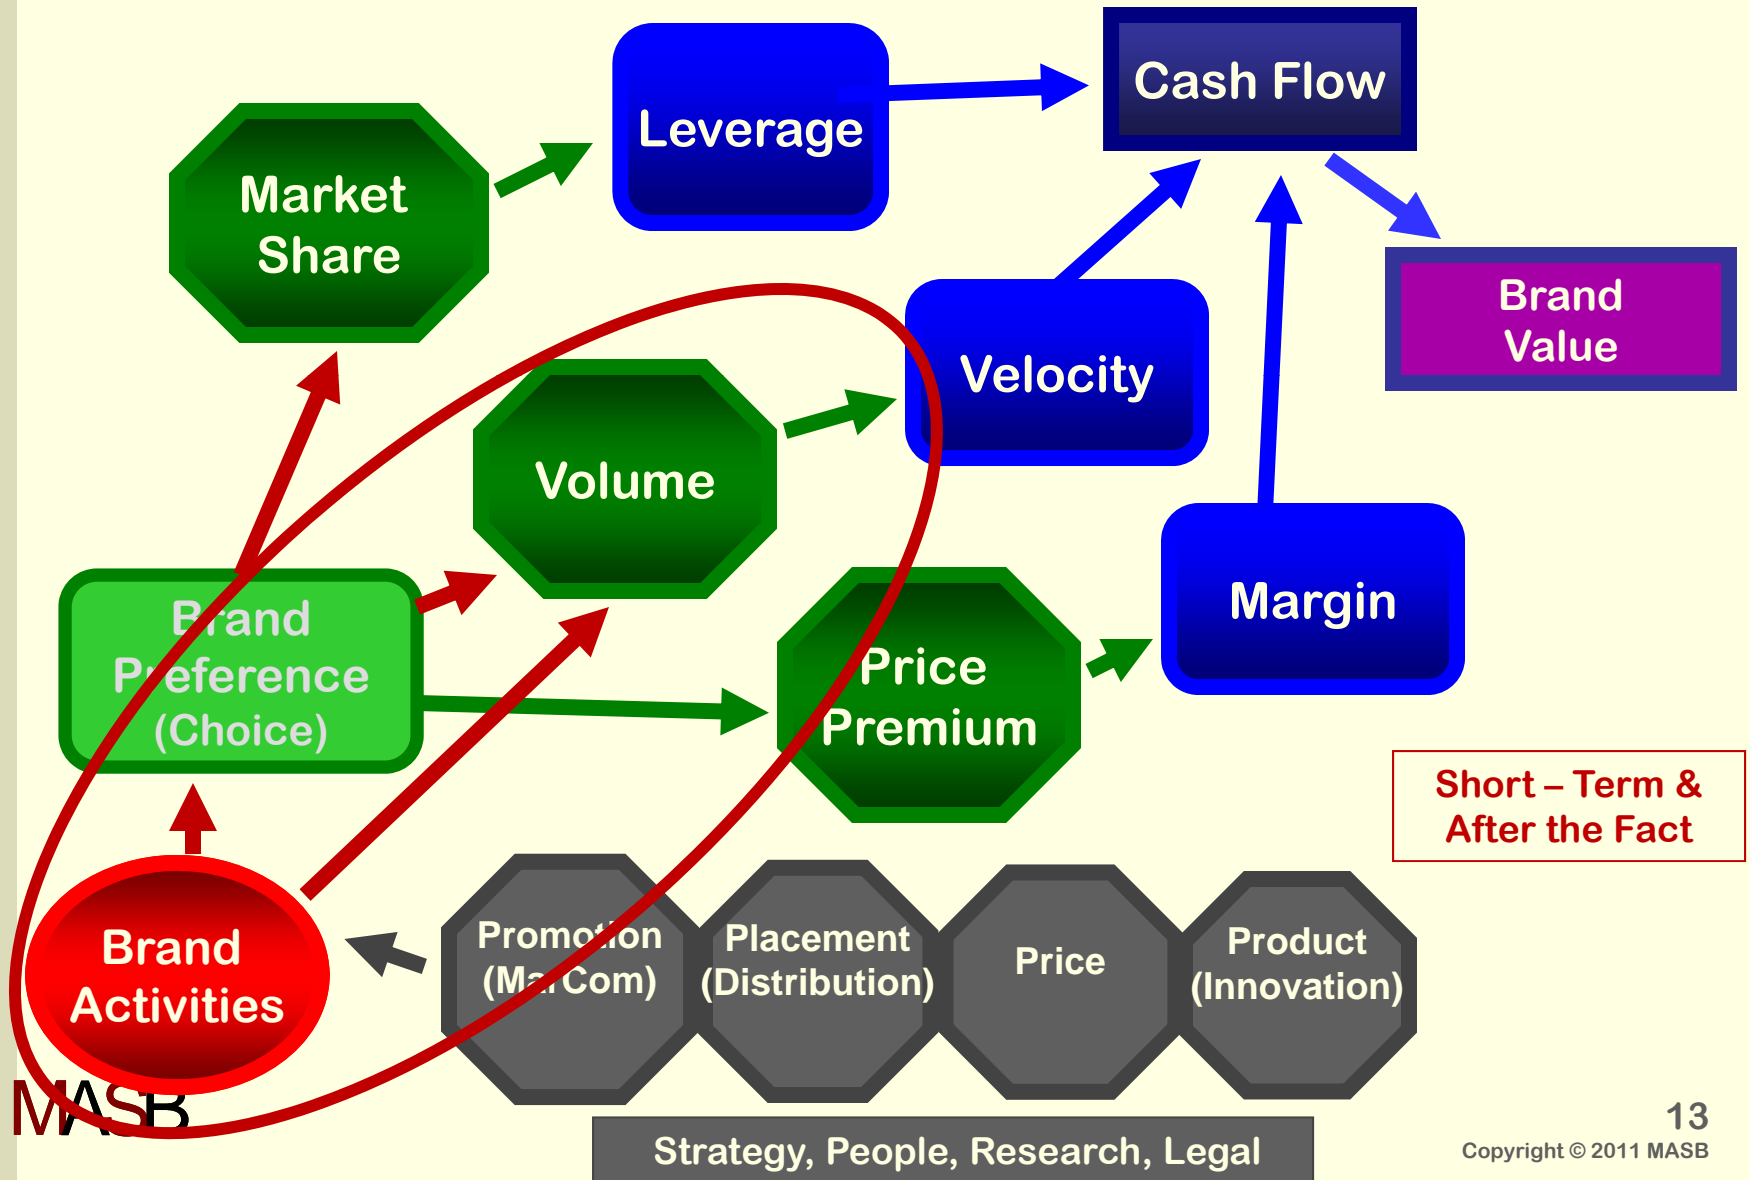 Cash Flow
Leverage
Market
Share
Brand
Value
Velocity
Volume
Margin
Brand
Preference
(Choice)
Price
Premium
Short – Term &
After the Fact
Brand
Activities
Promotion
(MarCom)
Placement
(Distribution)
Price
Product
(Innovation)
MASB
Strategy, People, Research, Legal
13
Copyright © 2011 MASB